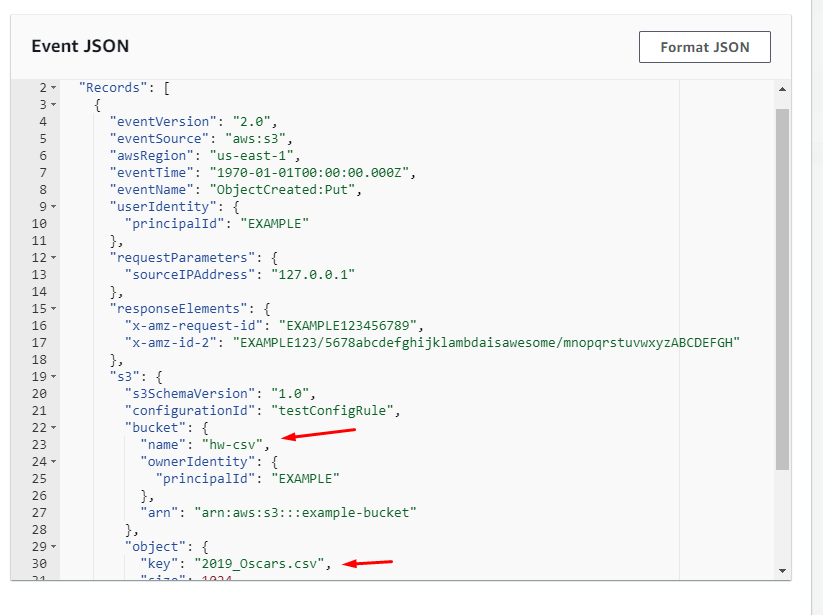 Event JSON
Format JSON
2 "Records": [
3 {
4 "eventVersion": "2.0",
5 "eventSource": "aws:s3",
6 "awsRegion": "us-east-1",
7 "eventTime": "1970-01-01T00:00:00.000Z",
8 "eventName": "ObjectCreated:Put",
9 "userIdentity": {
10 "principalId": "EXAMPLE"
11 },
12 "requestParameters": {
13 "sourceIPAddress": "127.0.0.1"
14 },
15 "responseElements": {
16 "x-amz-request-id": "EXAMPLE123456789",
17 "x-amz-id-2": "EXAMPLE123/5678abcdefghijklambdaisawesome/mnopqrstuvwxyzABCDEFGH"
18 },
19 "s3": {
20 "s3SchemaVersion": "1.0",
21 "configurationId": "testConfigRule",
22 "bucket": {
23 "name": "hw-csv",
24 "ownerIdentity": {
25 "principalId": "EXAMPLE"
26 },
27 "arn": "arn:aws:s3:::example-bucket"
28 },
29 "object": {
30 "key": "2019_Oscars.csv",
31 "size": 1024